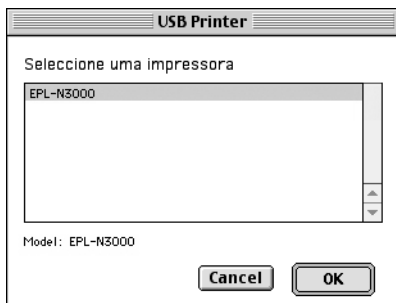 USB Printer
Seleccione uma impressora
EPL-N3000
Model: EPL-N3000
Cancel OK